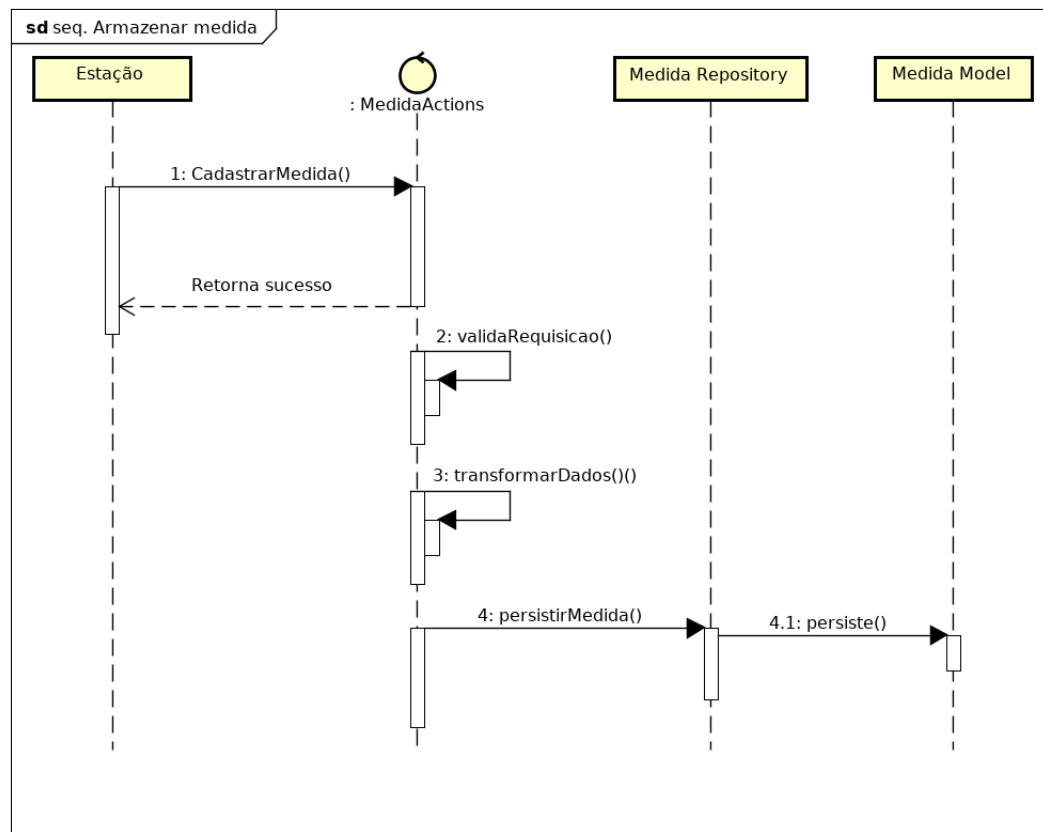 sd seq. Armazenar medida
Estação
: MedidaActions
Medida Repository
Medida Model
1: CadastrarMedida()
Retorna sucesso
2: validaRequisicao()
3: transformarDados()()
4: persistirMedida()
4.1: persiste()